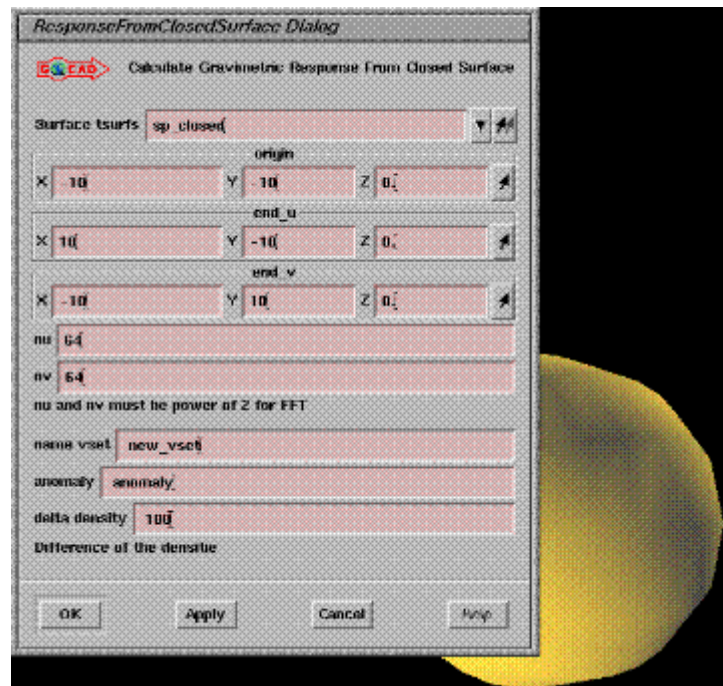 ResponseFromClosedSurface Dialog
GOCAD Calculate Gravimetric Response From Closed Surface
Surface tsurfs sp_closed
origin
X -10 Y -10 Z 0.
end_u
X 10 Y -10 Z 0.
end_v
X -10 Y 10 Z 0.
nu 64
nv 64
nu and nv must be power of 2 for FFT
name vset new_vset
anomaly anomaly
delta density 100
Difference of the densitie
OK Apply Cancel Help